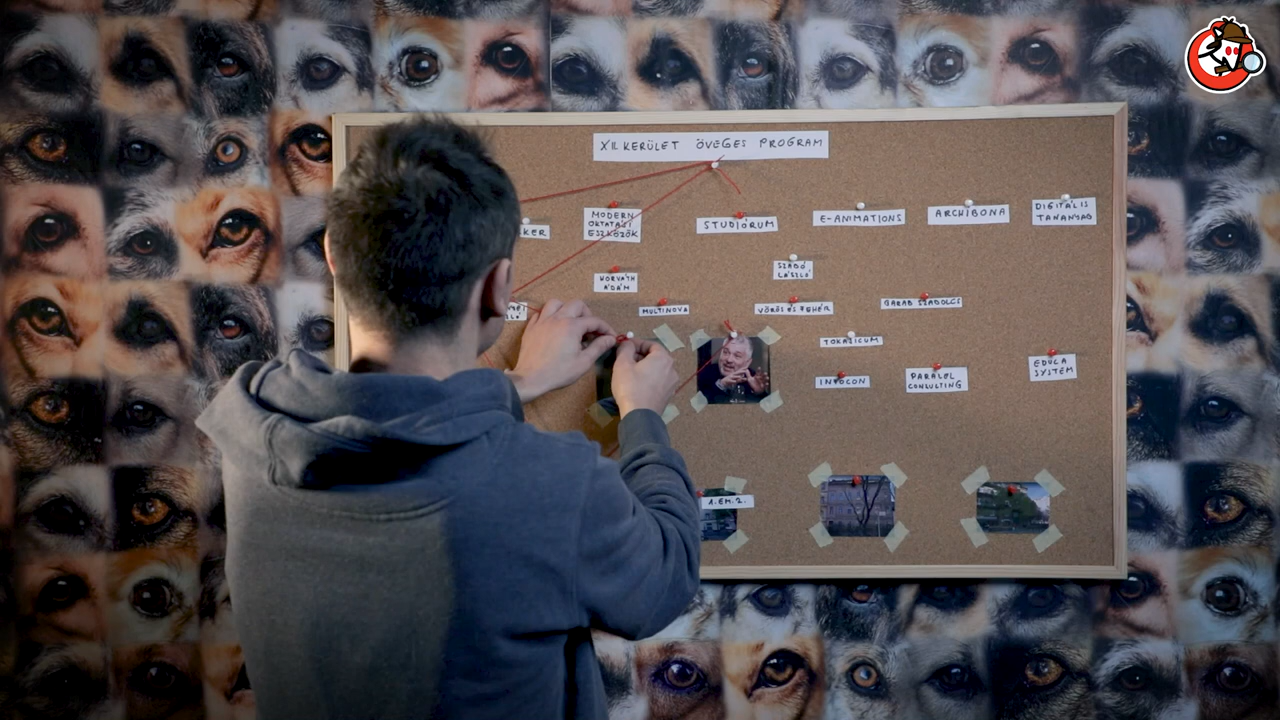 XII. KERÜLET ÖVEGES PROGRAM
KER
MODERN
OKTATÁSI
ESZKÖZÖK
STUDIÓRUM
E-ANIMATIONS
ARCHIBONA
DIGITÁLIS
TANANYAG
HORVÁTH
ÁDÁM
SZABÓ
LÁSZLÓ
MULTINOVA
VÖRÖS ÉS FEHÉR
GARAB SZABOLCS
TOKAJICUM
INFOCON
PARALEL
CONSULTING
EDUCA
SYSTEM
1. EM. 2.